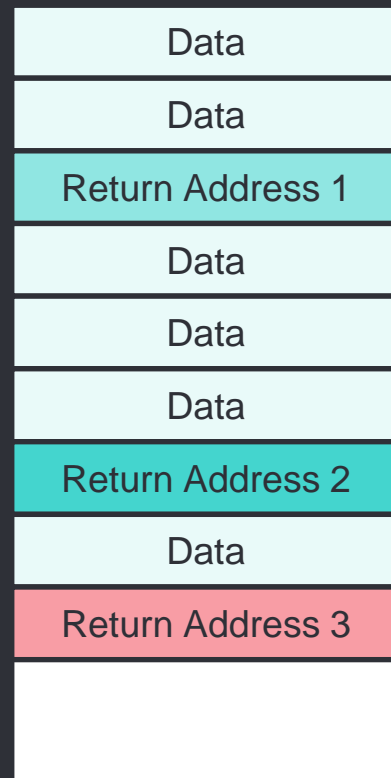 Data
Data
Return Address 1
Data
Data
Data
Return Address 2
Data
Return Address 3